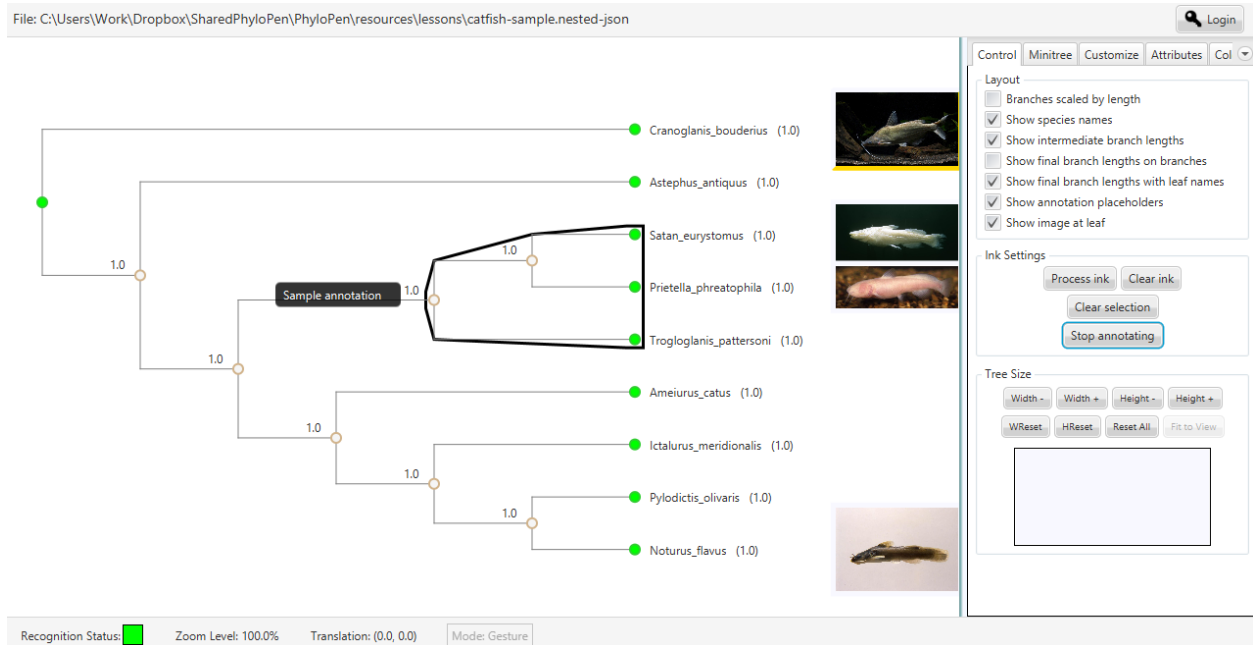 File: C:\Users\Work\Dropbox\SharedPhyloPen\PhyloPen\resources\lessons\catfish-sample.nested-json
Login
Control Minitree Customize Attributes Col
Layout
Branches scaled by length
Show species names
Show intermediate branch lengths
Show final branch lengths on branches
Show final branch lengths with leaf names
Show annotation placeholders
Show image at leaf
Ink Settings
Process ink Clear ink
Clear selection
Stop annotating
Tree Size
Width - Width + Height - Height +
WReset HReset Reset All Fit to View
Cranoglanis_bouderius (1.0)
Astephus_antiquus (1.0)
Satan_eurystomus (1.0)
1.0
1.0
Prietella_phreatophila (1.0)
Sample annotation 1.0
Trogloglanis_pattersoni (1.0)
1.0
Ameiurus_catus (1.0)
1.0
Ictalurus_meridionalis (1.0)
1.0
Pylodictis_olivaris (1.0)
1.0
Noturus_flavus (1.0)
Recognition Status: Zoom Level: 100.0% Translation: (0.0, 0.0) Mode: Gesture